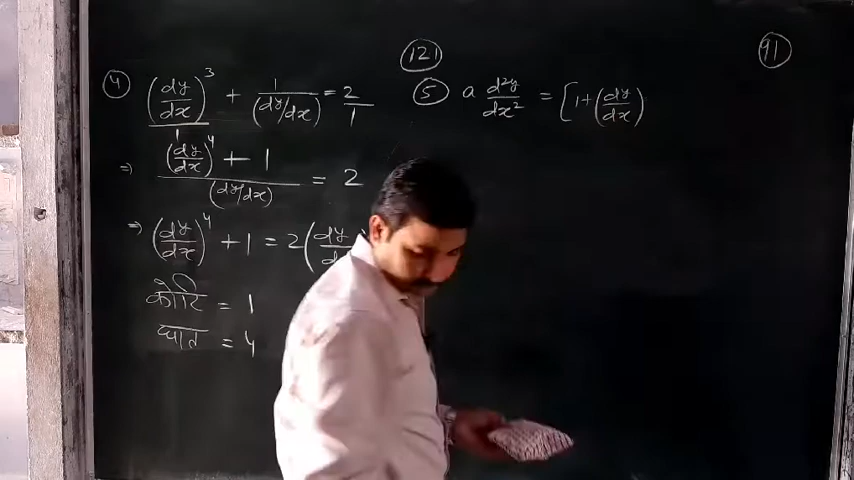 ④ (dy/dx)³ + 1/(dy/dx) = 2/1
⇒ ((dy/dx)⁴ + 1)/(dy/dx) = 2
⇒ (dy/dx)⁴ + 1 = 2(dy/d
कोटि = 1
घात = 4
121
⑤ a d²y/dx² = [1+(dy/dx)
91